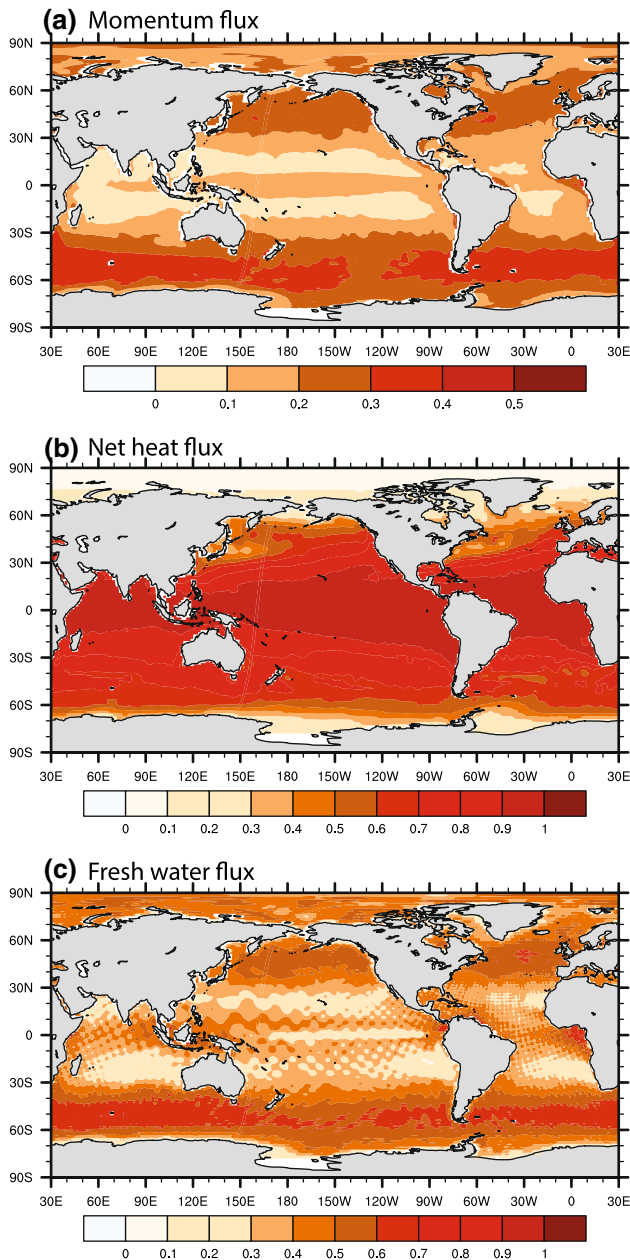 (a) Momentum flux
90N
60N
30N
0
30S
60S
90S
30E 60E 90E 120E 150E 180 150W 120W 90W 60W 30W 0 30E
0 0.1 0.2 0.3 0.4 0.5
(b) Net heat flux
90N
60N
30N
0
30S
60S
90S
30E 60E 90E 120E 150E 180 150W 120W 90W 60W 30W 0 30E
0 0.1 0.2 0.3 0.4 0.5 0.6 0.7 0.8 0.9 1
(c) Fresh water flux
90N
60N
30N
0
30S
60S
90S
30E 60E 90E 120E 150E 180 150W 120W 90W 60W 30W 0 30E
0 0.1 0.2 0.3 0.4 0.5 0.6 0.7 0.8 0.9 1